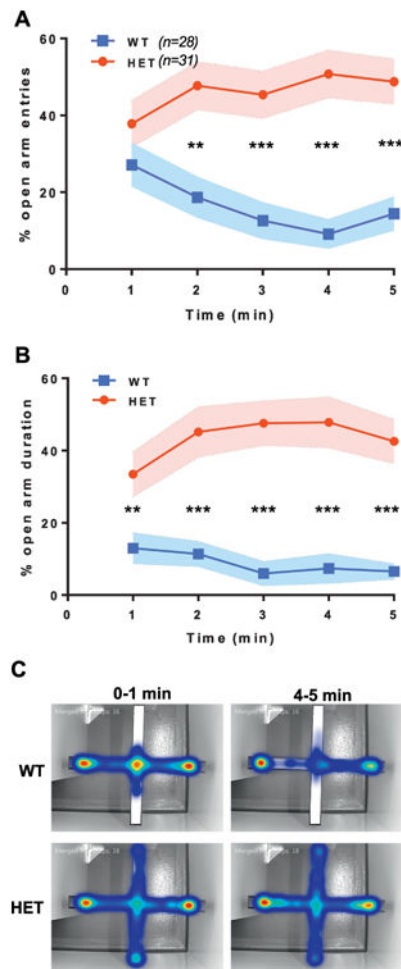 A
WT (n=28)
HET (n=31)
% open arm entries
60
40
20
0
** *** *** ***
0 1 2 3 4 5
Time (min)
B
WT
HET
% open arm duration
60
40
20
0
** *** *** *** ***
0 1 2 3 4 5
Time (min)
C
0-1 min 4-5 min
WT
HET